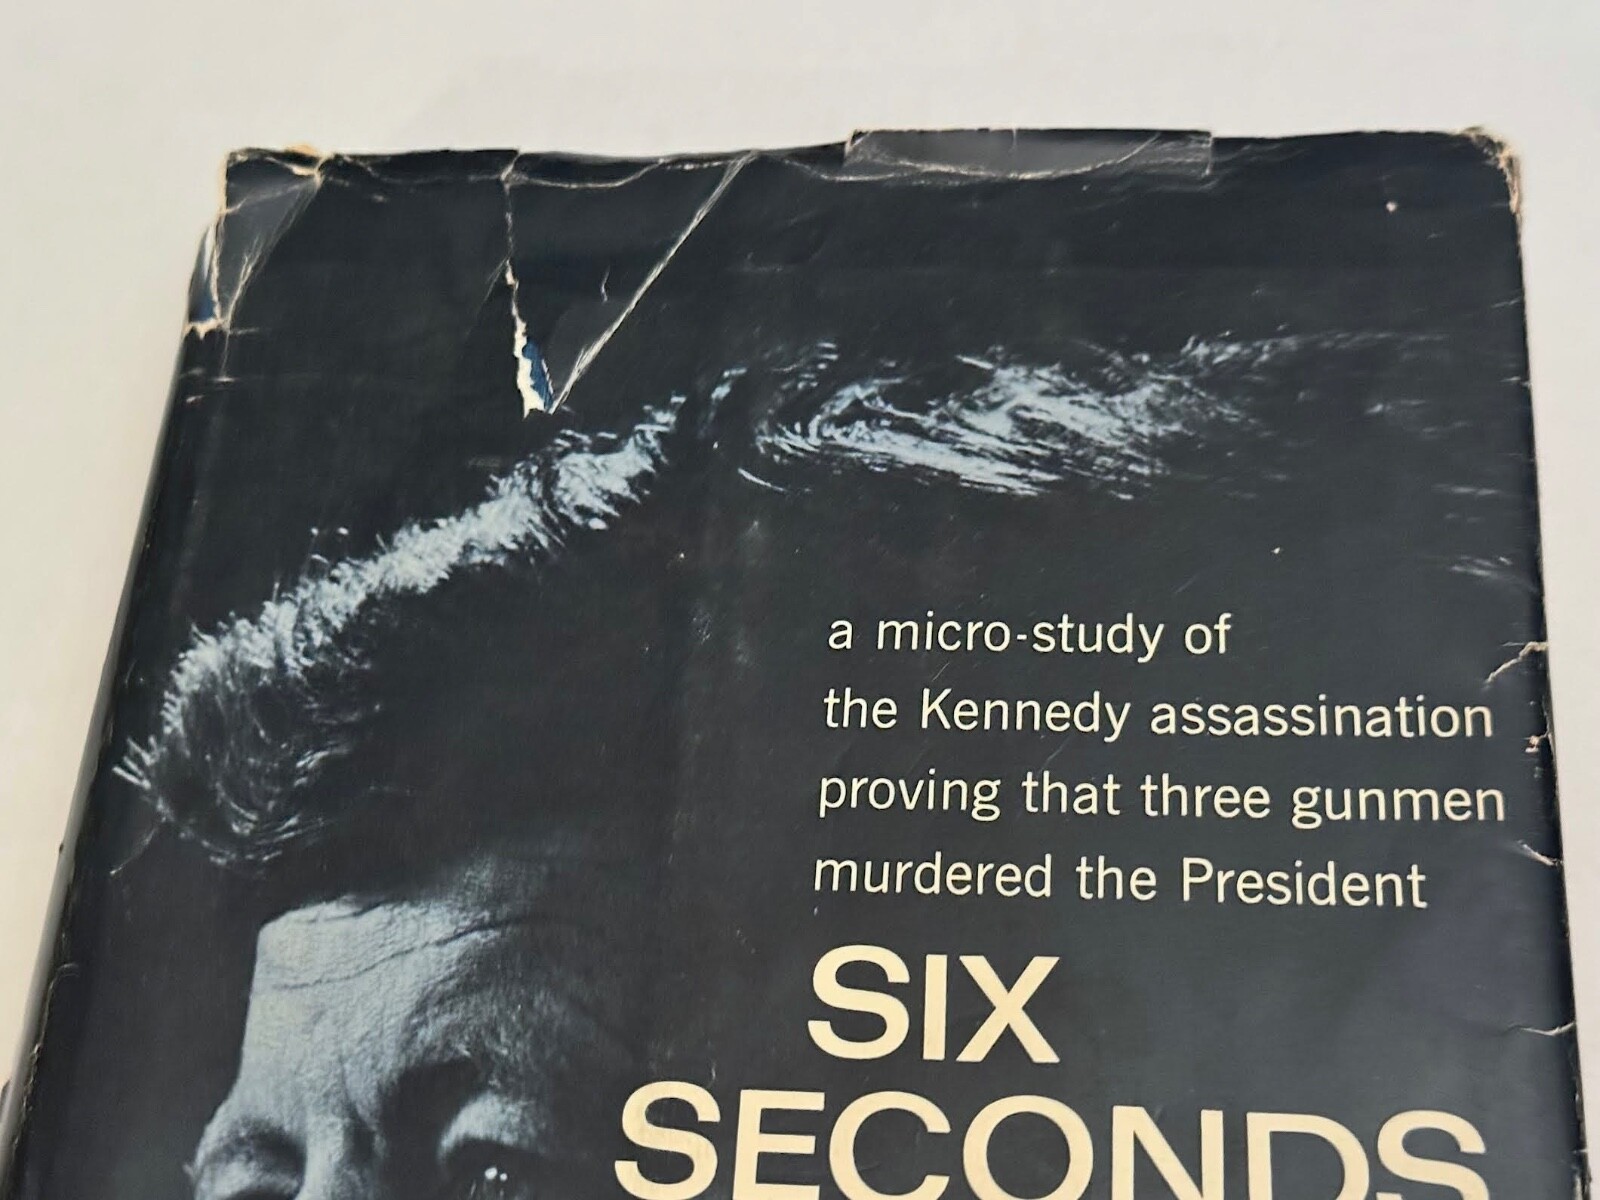 a micro-study of
the Kennedy assassination
proving that three gunmen
murdered the President
SIX
SECONDS